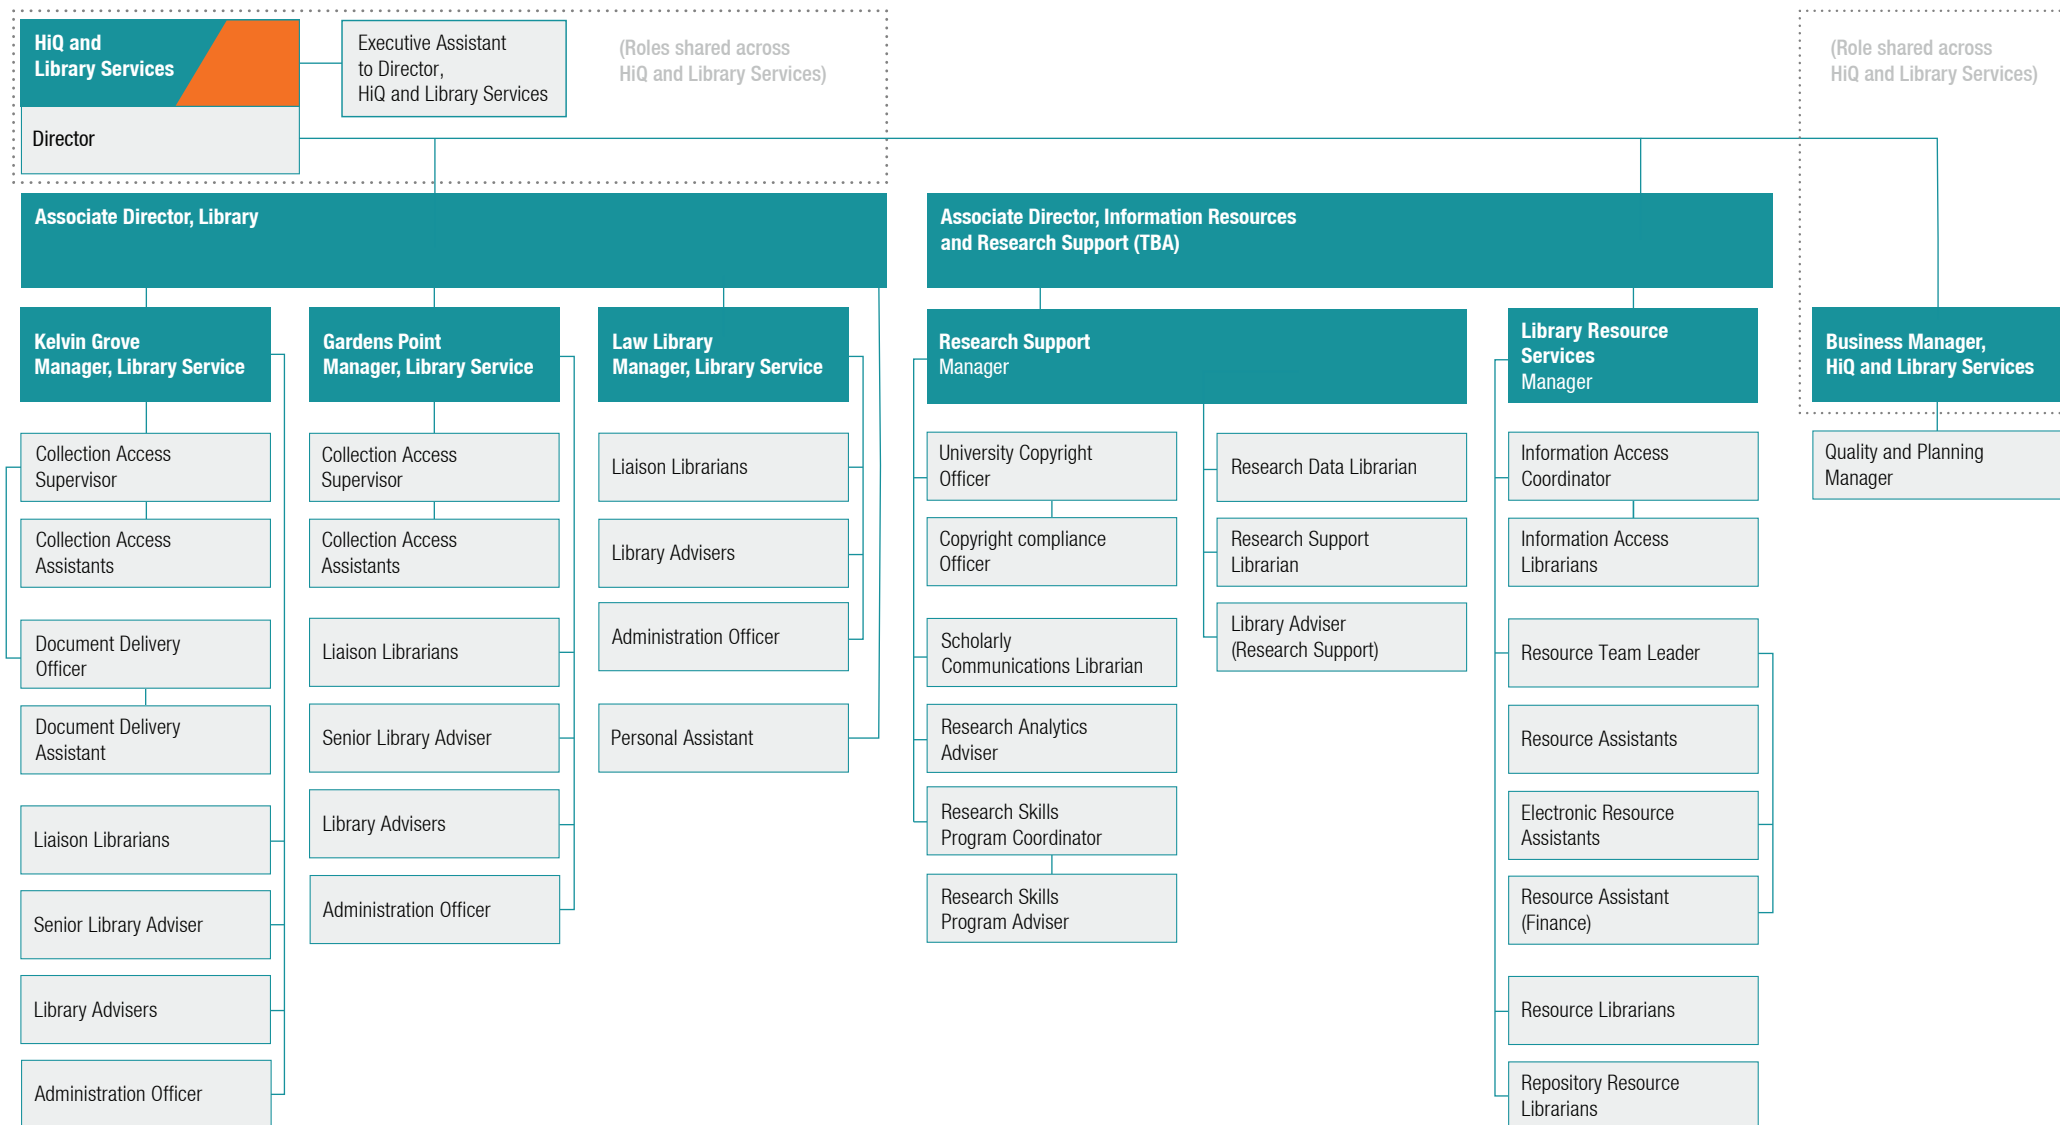 HiQ and
Library Services
Director
Executive Assistant
to Director,
HiQ and Library Services
(Roles shared across
HiQ and Library Services)
(Role shared across
HiQ and Library Services)
Associate Director, Library
Associate Director, Information Resources
and Research Support (TBA)
Kelvin Grove
Manager, Library Service
Collection Access
Supervisor
Collection Access
Assistants
Document Delivery
Officer
Document Delivery
Assistant
Liaison Librarians
Senior Library Adviser
Library Advisers
Administration Officer
Gardens Point
Manager, Library Service
Collection Access
Supervisor
Collection Access
Assistants
Liaison Librarians
Senior Library Adviser
Library Advisers
Administration Officer
Law Library
Manager, Library Service
Liaison Librarians
Library Advisers
Administration Officer
Personal Assistant
Research Support
Manager
University Copyright
Officer
Copyright compliance
Officer
Scholarly
Communications Librarian
Research Analytics
Adviser
Research Skills
Program Coordinator
Research Skills
Program Adviser
Research Data Librarian
Research Support
Librarian
Library Adviser
(Research Support)
Library Resource
Services
Manager
Information Access
Coordinator
Information Access
Librarians
Resource Team Leader
Resource Assistants
Electronic Resource
Assistants
Resource Assistant
(Finance)
Resource Librarians
Repository Resource
Librarians
Business Manager,
HiQ and Library Services
Quality and Planning
Manager